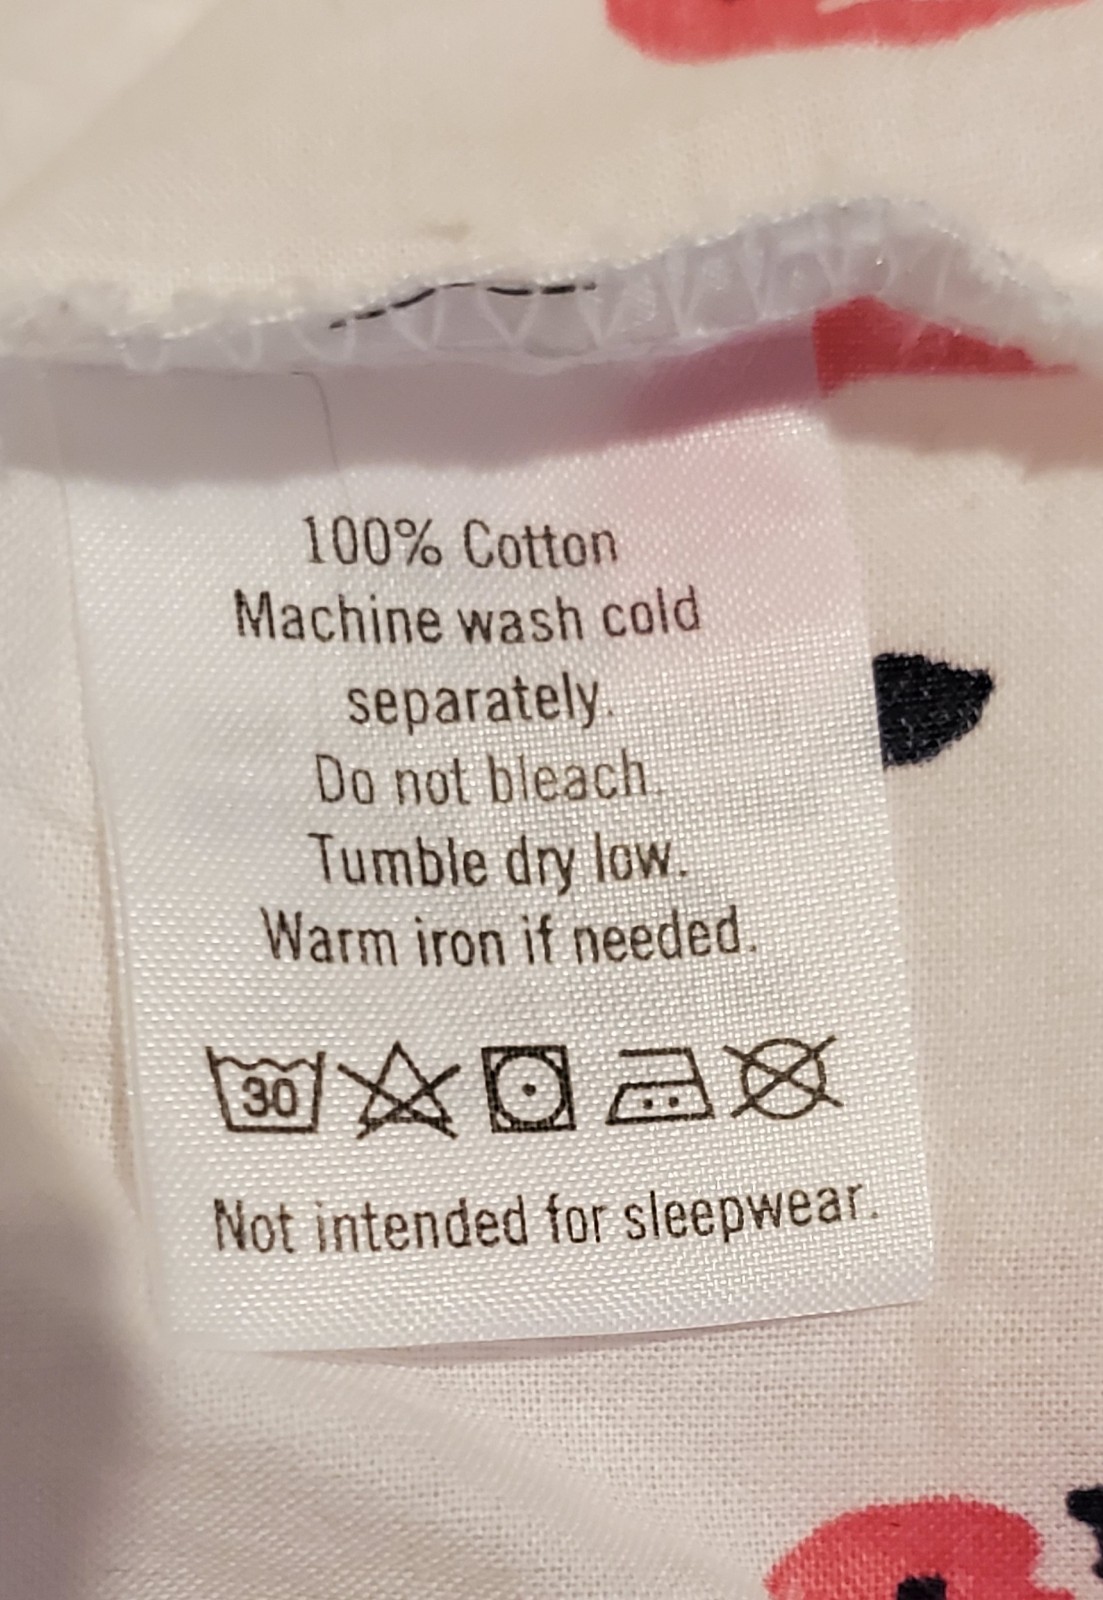 100% Cotton
Machine wash cold
separately.
Do not bleach.
Tumble dry low.
Warm iron if needed.
30
Not intended for sleepwear.